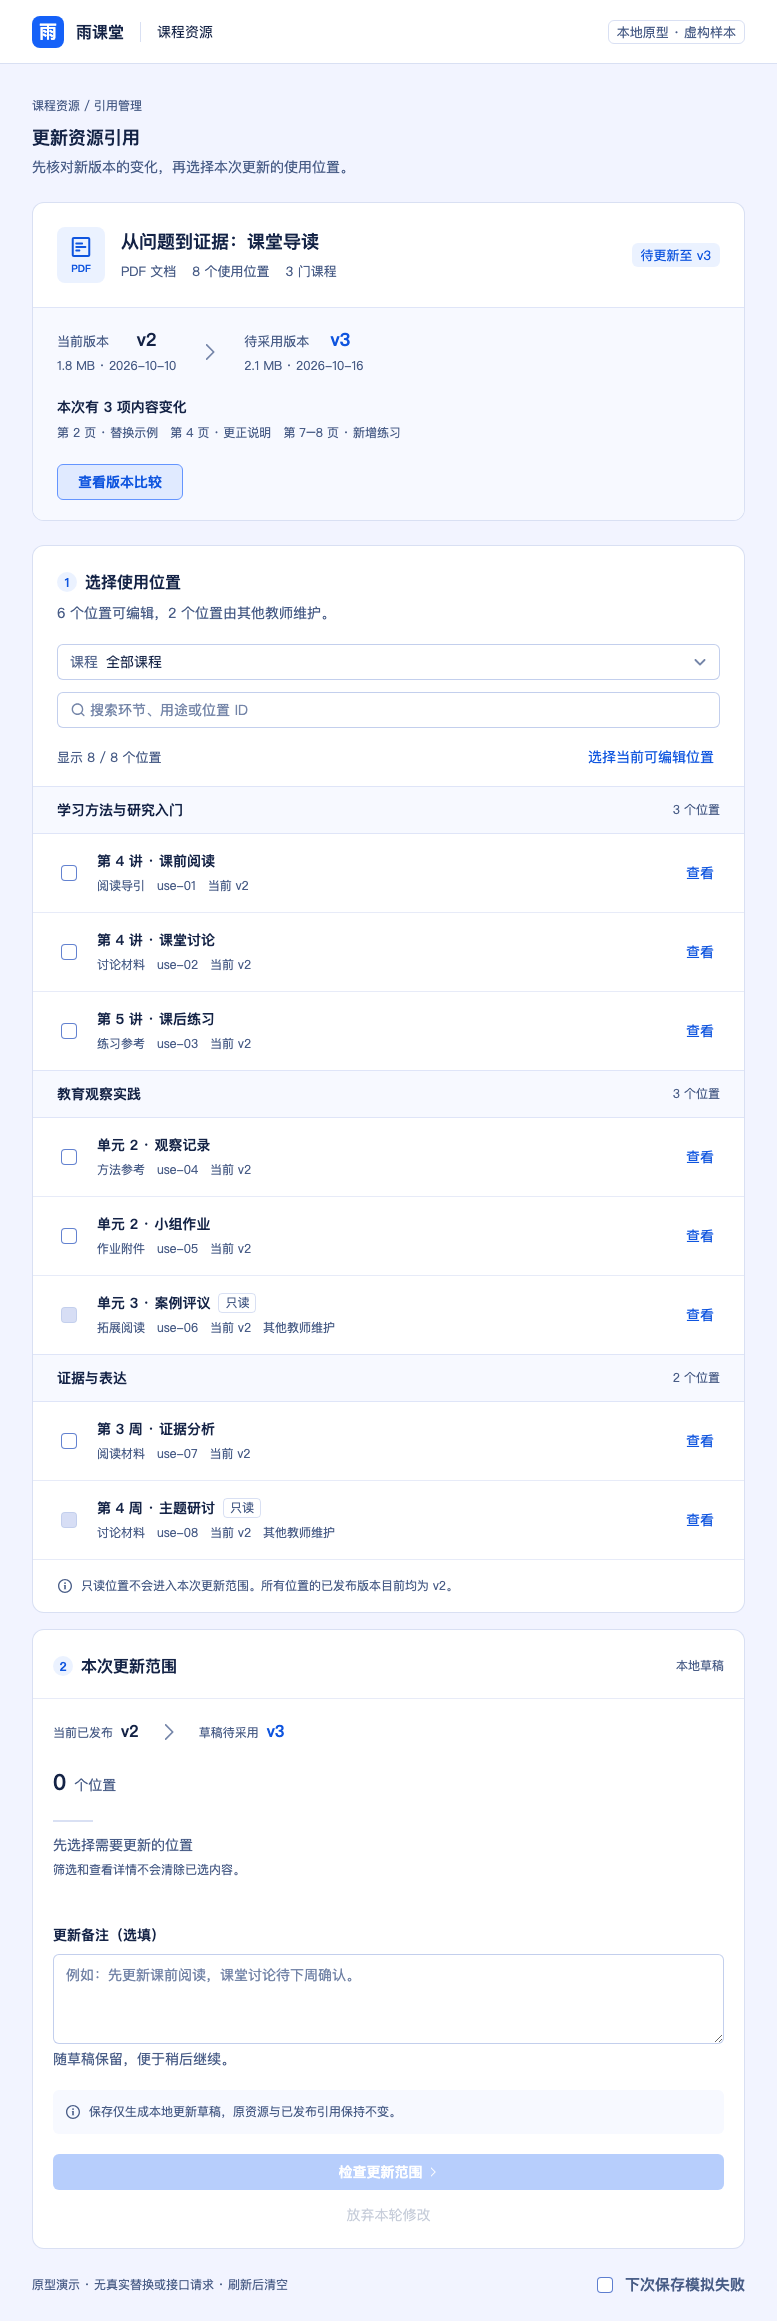 雨 雨课堂 课程资源 本地原型 · 虚构样本
课程资源 / 引用管理
更新资源引用
先核对新版本的变化，再选择本次更新的使用位置。
从问题到证据：课堂导读
PDF
PDF 文档 8 个使用位置 3 门课程
待更新至 v3
当前版本 v2
1.8 MB · 2026-10-10
待采用版本 v3
2.1 MB · 2026-10-16
本次有 3 项内容变化
第 2 页 · 替换示例 第 4 页 · 更正说明 第 7–8 页 · 新增练习
查看版本比较
1 选择使用位置
6 个位置可编辑，2 个位置由其他教师维护。
课程 全部课程
搜索环节、用途或位置 ID
显示 8 / 8 个位置 选择当前可编辑位置
学习方法与研究入门 3 个位置
第 4 讲 · 课前阅读
阅读导引 use-01 当前 v2
查看
第 4 讲 · 课堂讨论
讨论材料 use-02 当前 v2
查看
第 5 讲 · 课后练习
练习参考 use-03 当前 v2
查看
教育观察实践 3 个位置
单元 2 · 观察记录
方法参考 use-04 当前 v2
查看
单元 2 · 小组作业
作业附件 use-05 当前 v2
查看
单元 3 · 案例评议 只读
拓展阅读 use-06 当前 v2 其他教师维护
查看
证据与表达 2 个位置
第 3 周 · 证据分析
阅读材料 use-07 当前 v2
查看
第 4 周 · 主题研讨 只读
讨论材料 use-08 当前 v2 其他教师维护
查看
只读位置不会进入本次更新范围。所有位置的已发布版本目前均为 v2。
2 本次更新范围 本地草稿
当前已发布 v2 草稿待采用 v3
0 个位置
先选择需要更新的位置
筛选和查看详情不会清除已选内容。
更新备注（选填）
例如：先更新课前阅读，课堂讨论待下周确认。
随草稿保留，便于稍后继续。
保存仅生成本地更新草稿，原资源与已发布引用保持不变。
检查更新范围
放弃本轮修改
原型演示 · 无真实替换或接口请求 · 刷新后清空 下次保存模拟失败